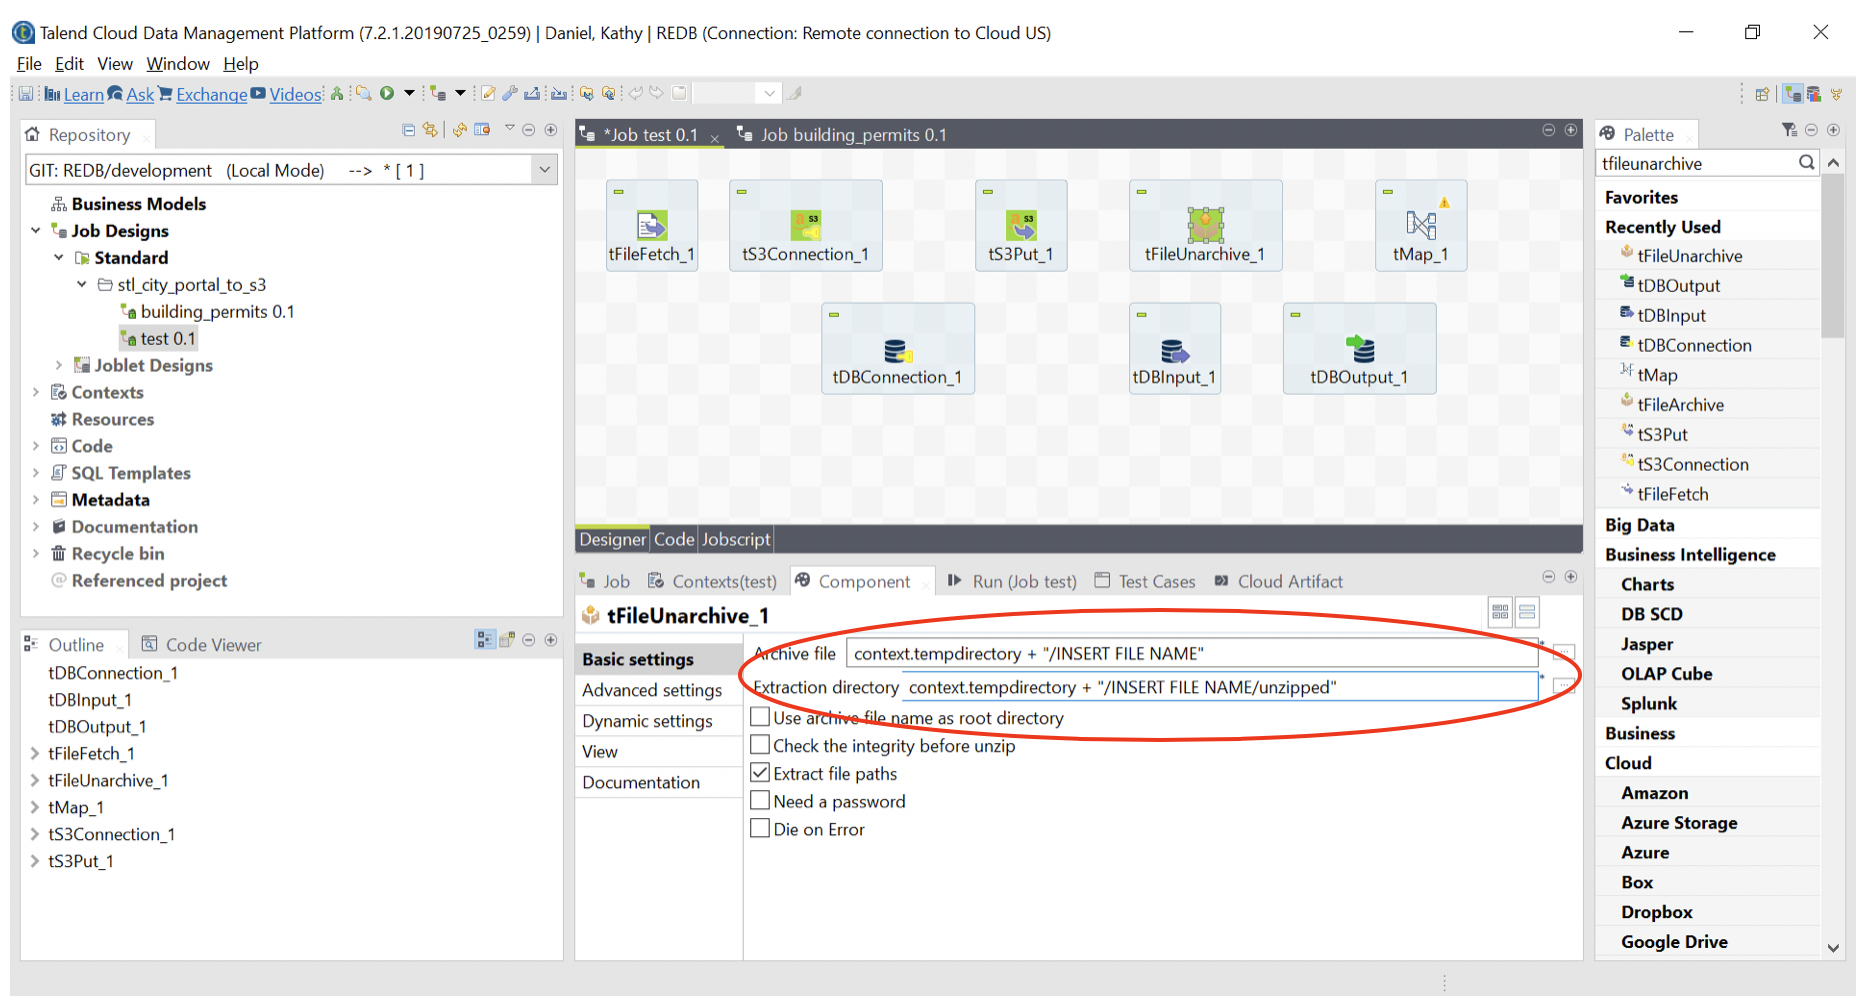 Talend Cloud Data Management Platform (7.2.1.20190725_0259) | Daniel, Kathy | REDB (Connection: Remote connection to Cloud US)
File Edit View Window Help
Learn Ask Exchange Videos
Repository
GIT: REDB/development (Local Mode) --> * [ 1 ]
Business Models
Job Designs
Standard
stl_city_portal_to_s3
building_permits 0.1
test 0.1
Joblet Designs
Contexts
Resources
Code
SQL Templates
Metadata
Documentation
Recycle bin
Referenced project
Outline Code Viewer
tDBConnection_1
tDBInput_1
tDBOutput_1
tFileFetch_1
tFileUnarchive_1
tMap_1
tS3Connection_1
tS3Put_1
*Job test 0.1 Job building_permits 0.1
tFileFetch_1 tS3Connection_1 tS3Put_1 tFileUnarchive_1 tMap_1
tDBConnection_1 tDBInput_1 tDBOutput_1
Designer Code Jobscript
Job Contexts(test) Component Run (Job test) Test Cases Cloud Artifact
tFileUnarchive_1
Basic settings
Advanced settings
Dynamic settings
View
Documentation
Archive file context.tempdirectory + "/INSERT FILE NAME" *
Extraction directory context.tempdirectory + "/INSERT FILE NAME/unzipped" *
Use archive file name as root directory
Check the integrity before unzip
Extract file paths
Need a password
Die on Error
Palette
tfileunarchive
Favorites
Recently Used
tFileUnarchive
tDBOutput
tDBInput
tDBConnection
tMap
tFileArchive
tS3Put
tS3Connection
tFileFetch
Big Data
Business Intelligence
Charts
DB SCD
Jasper
OLAP Cube
Splunk
Business
Cloud
Amazon
Azure Storage
Azure
Box
Dropbox
Google Drive